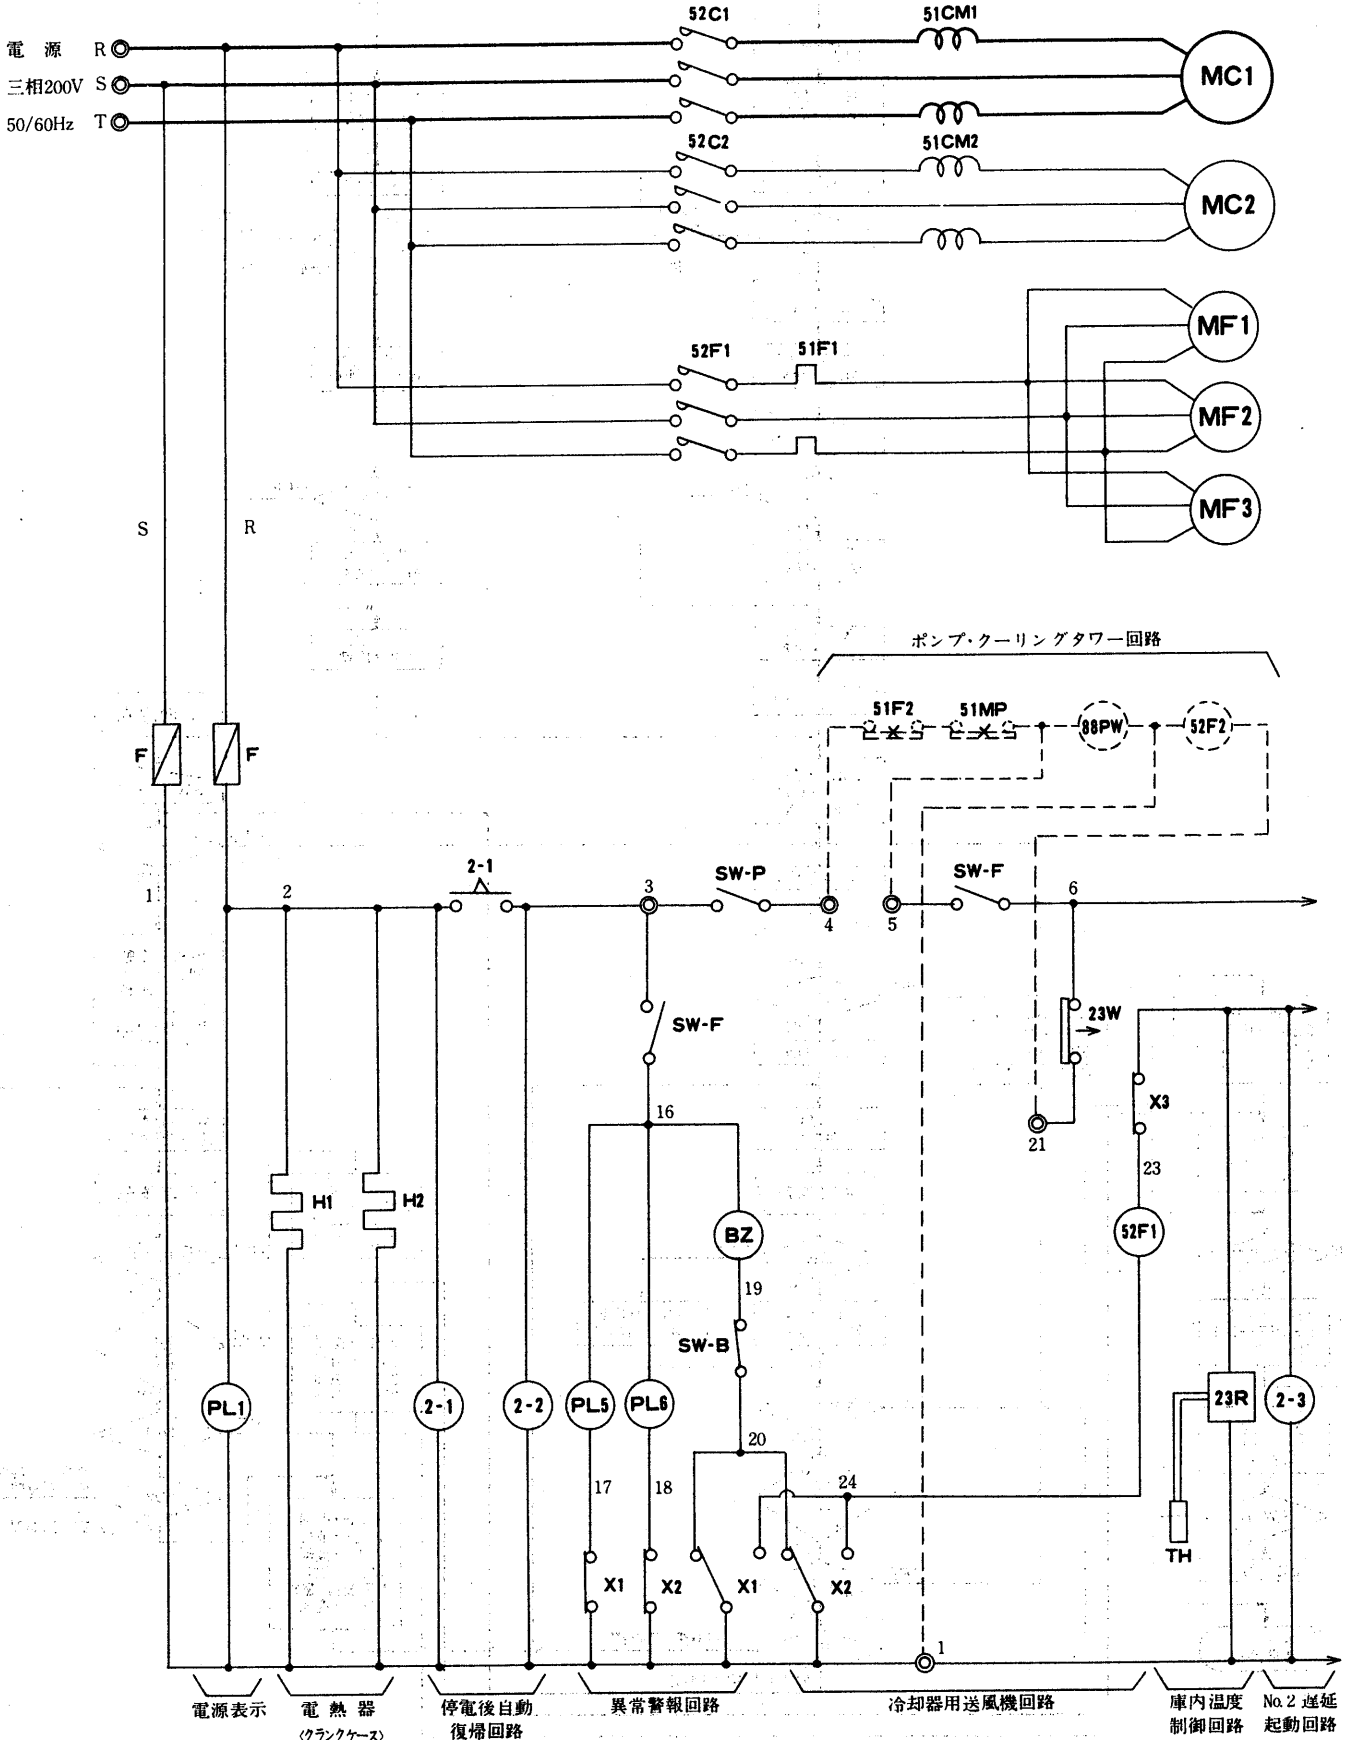 52C1
51CM1
電源 R
三相200V S
50/60Hz T
MC1
52C2
51CM2
MC2
52F1
51F1
MF1
MF2
MF3
S
R
ポンプ・クーリングタワー回路
51F2
51MP
88PW
52F2
F
F
1
2
2-1
3
SW-P
4
5
SW-F
6
SW-F
23W
16
21
X3
23
H1
H2
BZ
52F1
19
SW-B
PL1
2-1
2-2
PL5
PL6
23R
2-3
20
17
18
24
TH
X1
X2
X1
X2
1
電源表示
電熱器
〈クランクケース〉
停電後自動
復帰回路
異常警報回路
冷却器用送風機回路
庫内温度
制御回路
No.2 遅延
起動回路